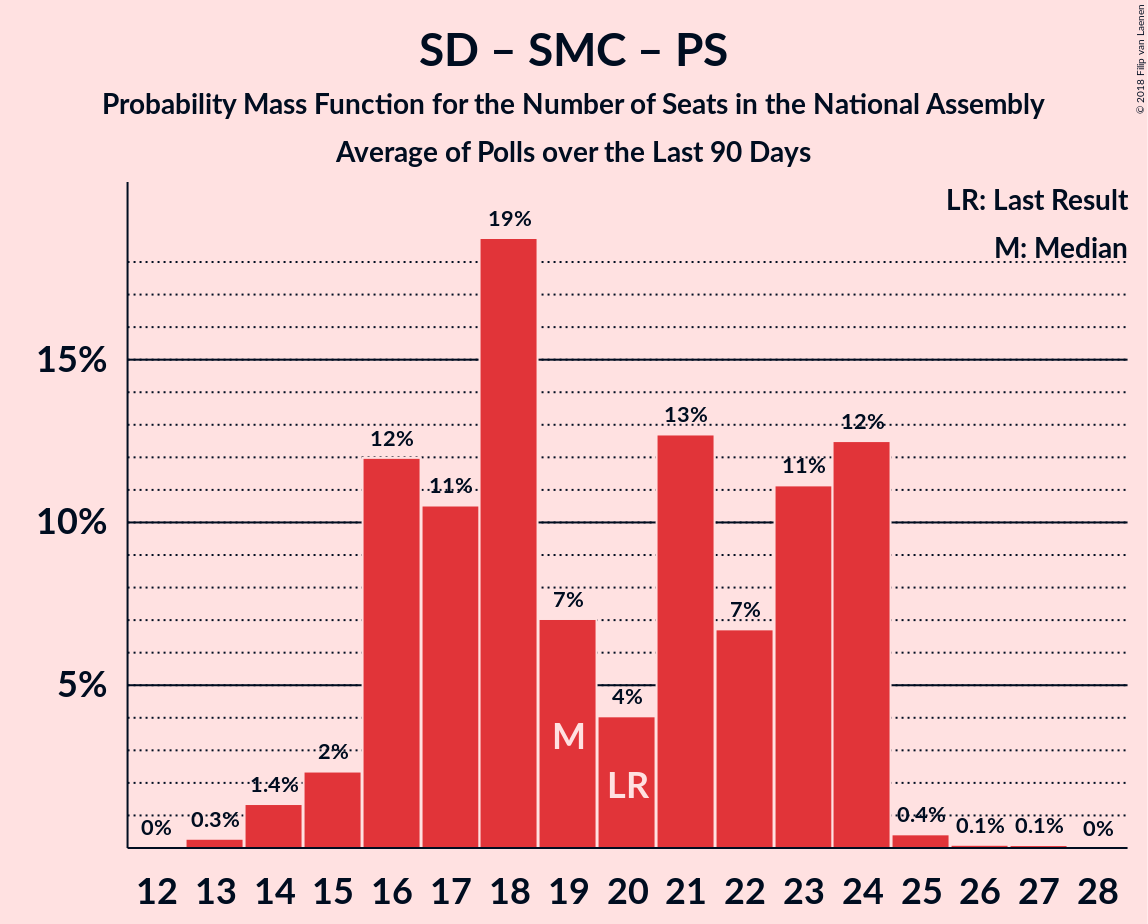 SD – SMC – PS
Probability Mass Function for the Number of Seats in the National Assembly
Average of Polls over the Last 90 Days
© 2018 Filip van Laenen
LR: Last Result
M: Median
19%
15%
13%
12%
12%
11%
11%
10%
7%
7%
5%
4%
M
2%
LR
1.4%
0.3%
0.4%
0%
0.1%
0.1%
0%
12 13 14 15 16 17 18 19 20 21 22 23 24 25 26 27 28